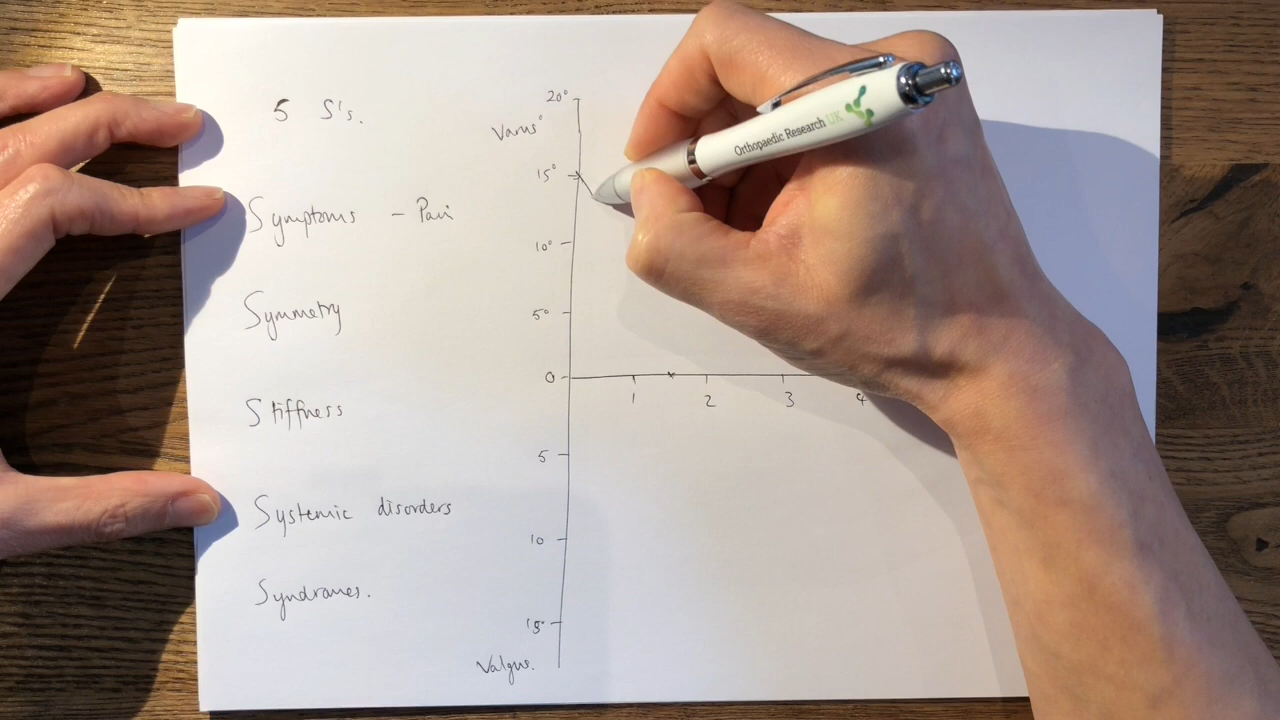 5 S's.
Symptoms - Pain
Symmetry
Stiffness
Systemic disorders
Syndromes.
20°
Varus°
15°
10°
5°
0
1 2 3 4
5
10
15
Valgus.
Orthopaedic Research UK